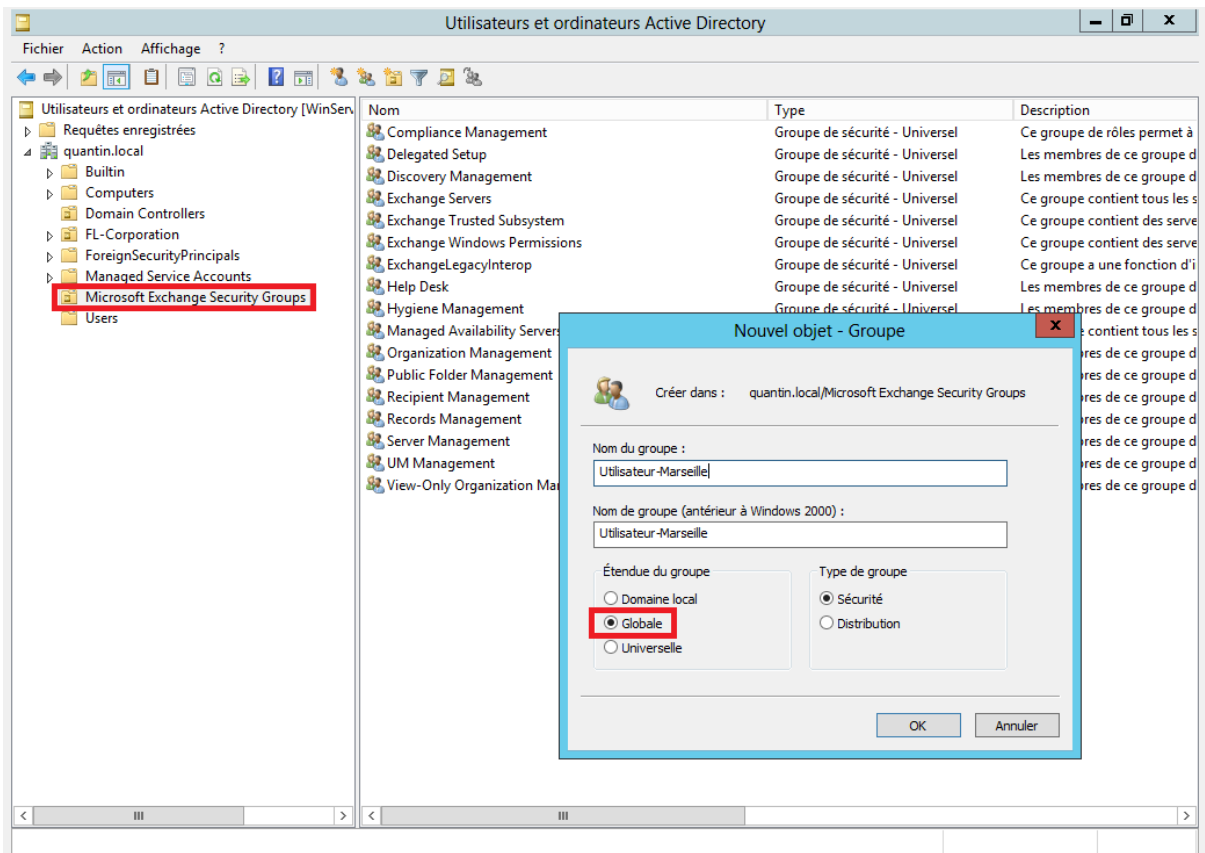 Utilisateurs et ordinateurs Active Directory
Fichier Action Affichage ?
Utilisateurs et ordinateurs Active Directory [WinSer
Requêtes enregistrées
quantin.local
Builtin
Computers
Domain Controllers
FL-Corporation
ForeignSecurityPrincipals
Managed Service Accounts
Microsoft Exchange Security Groups
Users
Nom Type Description
Compliance Management Groupe de sécurité - Universel Ce groupe de rôles permet à
Delegated Setup Groupe de sécurité - Universel Les membres de ce groupe d
Discovery Management Groupe de sécurité - Universel Les membres de ce groupe d
Exchange Servers Groupe de sécurité - Universel Ce groupe contient tous les s
Exchange Trusted Subsystem Groupe de sécurité - Universel Ce groupe contient des serve
Exchange Windows Permissions Groupe de sécurité - Universel Ce groupe contient des serve
ExchangeLegacyInterop Groupe de sécurité - Universel Ce groupe a une fonction d'i
Help Desk Groupe de sécurité - Universel Les membres de ce groupe d
Hygiene Management Groupe de sécurité - Universel Les membres de ce groupe d
Managed Availability Servers contient tous les s
Organization Management bres de ce groupe d
Public Folder Management bres de ce groupe d
Recipient Management bres de ce groupe d
Records Management bres de ce groupe d
Server Management bres de ce groupe d
UM Management bres de ce groupe d
View-Only Organization Ma bres de ce groupe d
Nouvel objet - Groupe
Créer dans : quantin.local/Microsoft Exchange Security Groups
Nom du groupe :
Utilisateur-Marseille
Nom de groupe (antérieur à Windows 2000) :
Utilisateur-Marseille
Étendue du groupe Type de groupe
Domaine local Sécurité
Globale Distribution
Universelle
OK Annuler